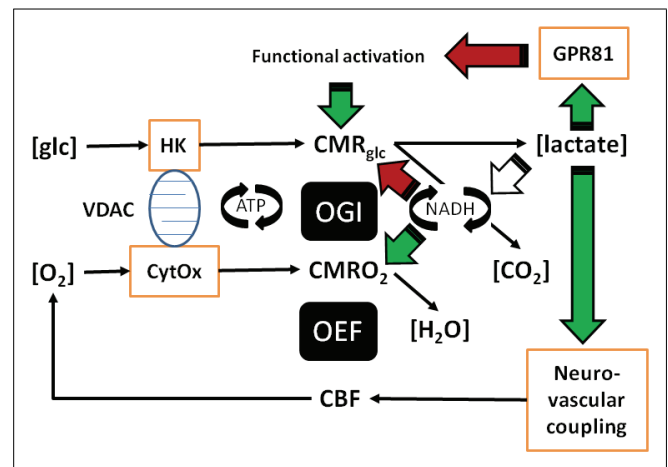 Functional activation
GPR81
[glc]
HK
CMRglc
[lactate]
VDAC
ATP
OGI
NADH
[O₂]
CytOx
CMRO₂
[CO₂]
OEF
[H₂O]
CBF
Neuro-
vascular
coupling